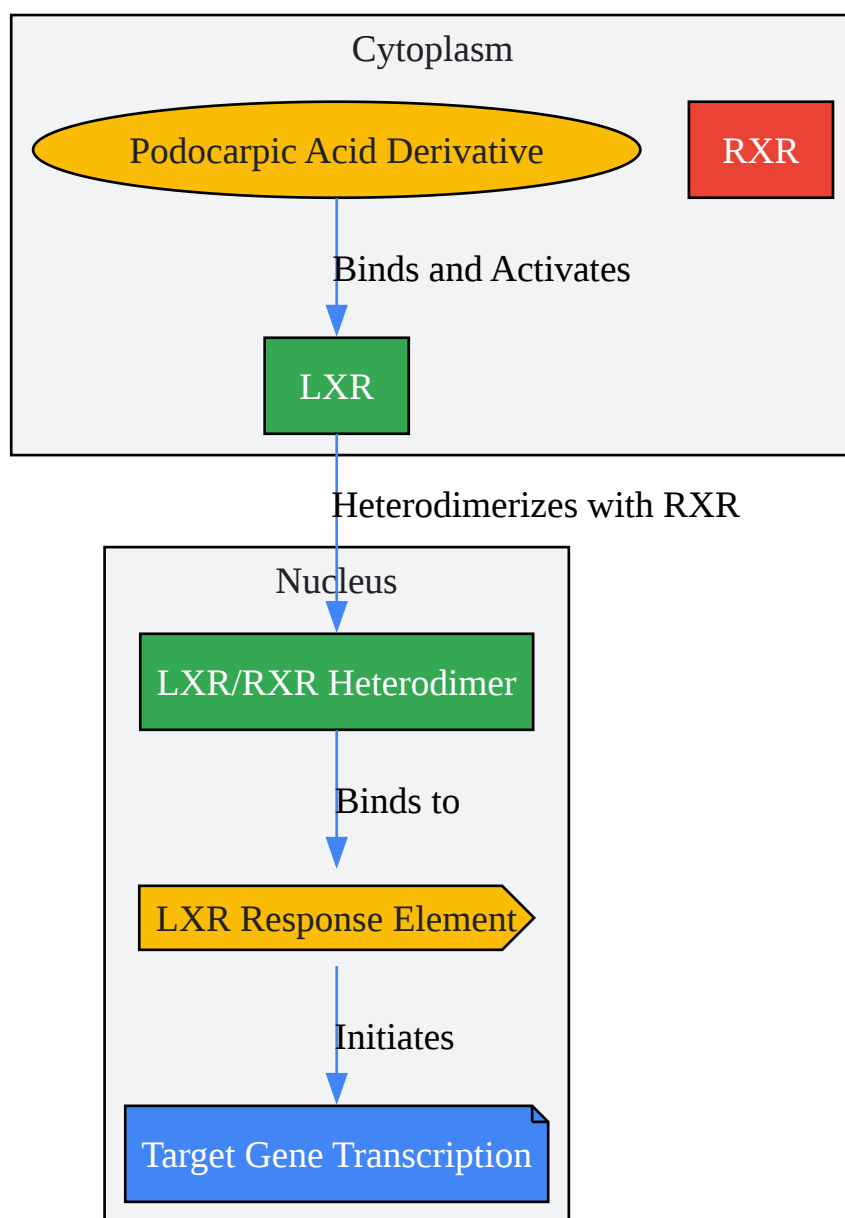 Cytoplasm
Podocarpic Acid Derivative
RXR
Binds and Activates
LXR
Heterodimerizes with RXR
Nucleus
LXR/RXR Heterodimer
Binds to
LXR Response Element
Initiates
Target Gene Transcription